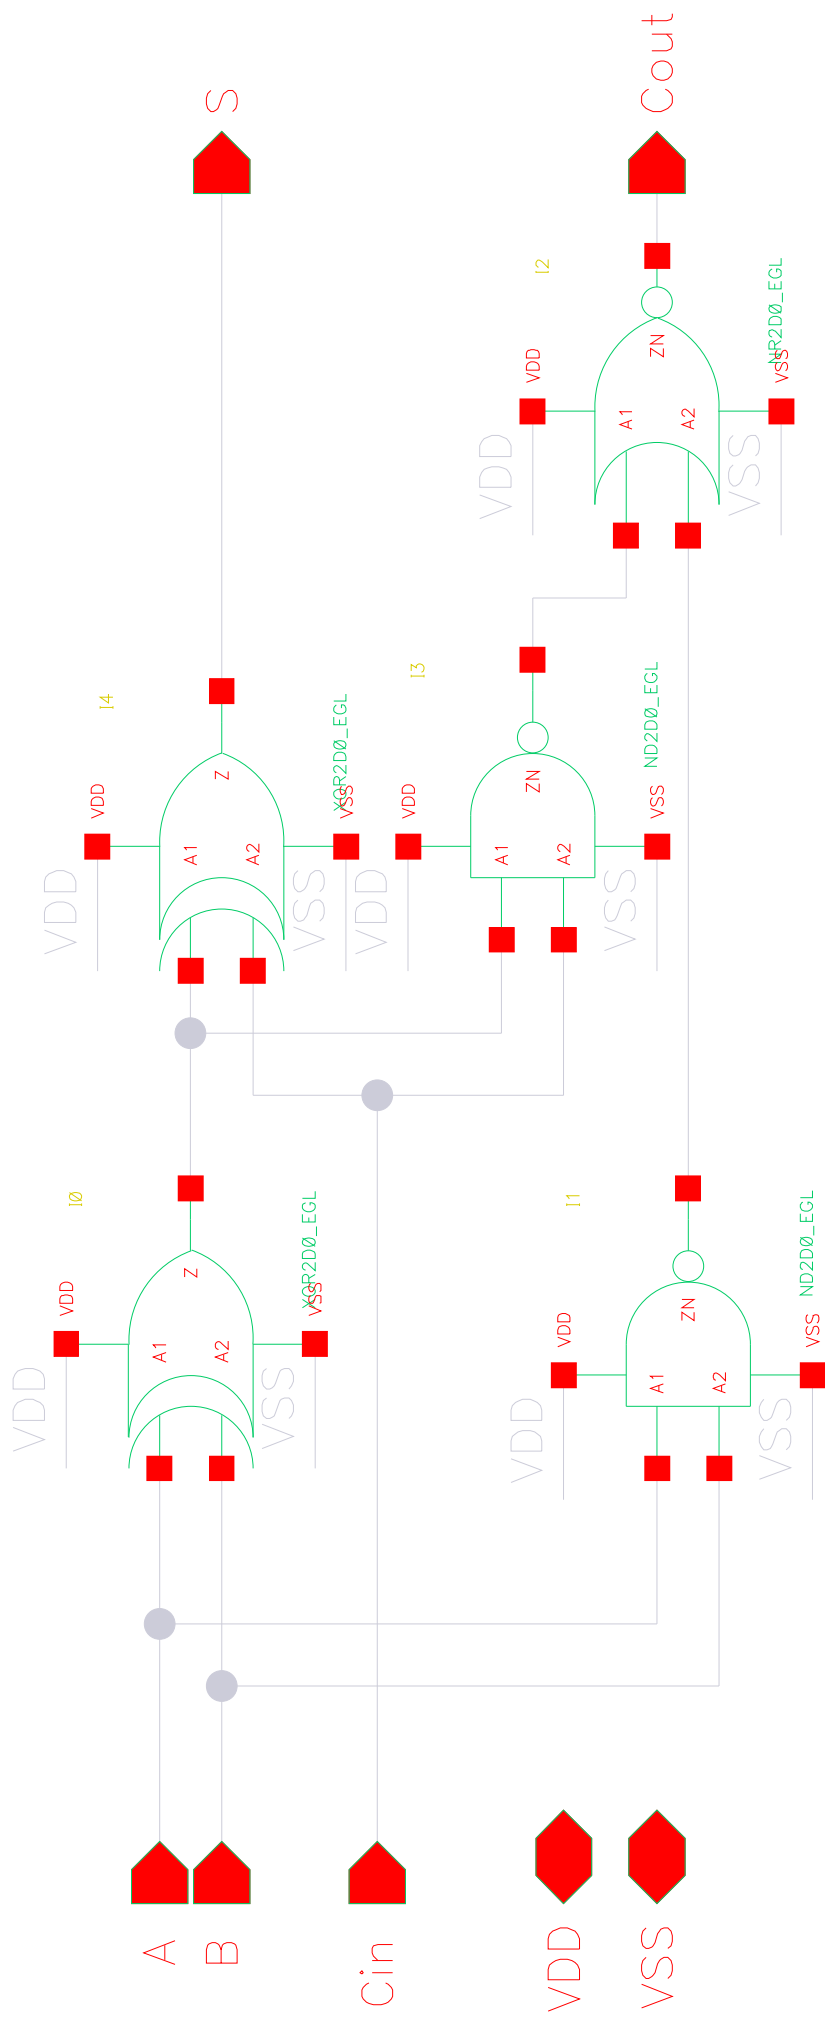 S
Cout
I2
NR2D0_EGL
VDD
ZN
VSS
A1
A2
VDD
VSS
I4
XOR2D0_EGL
VDD
Z
VSS
A1
A2
VDD
VSS
I3
ND2D0_EGL
VDD
ZN
VSS
A1
A2
VDD
VSS
I0
XOR2D0_EGL
VDD
Z
VSS
A1
A2
VDD
VSS
I1
ND2D0_EGL
VDD
ZN
VSS
A1
A2
VDD
VSS
A
B
Cin
VDD
VSS